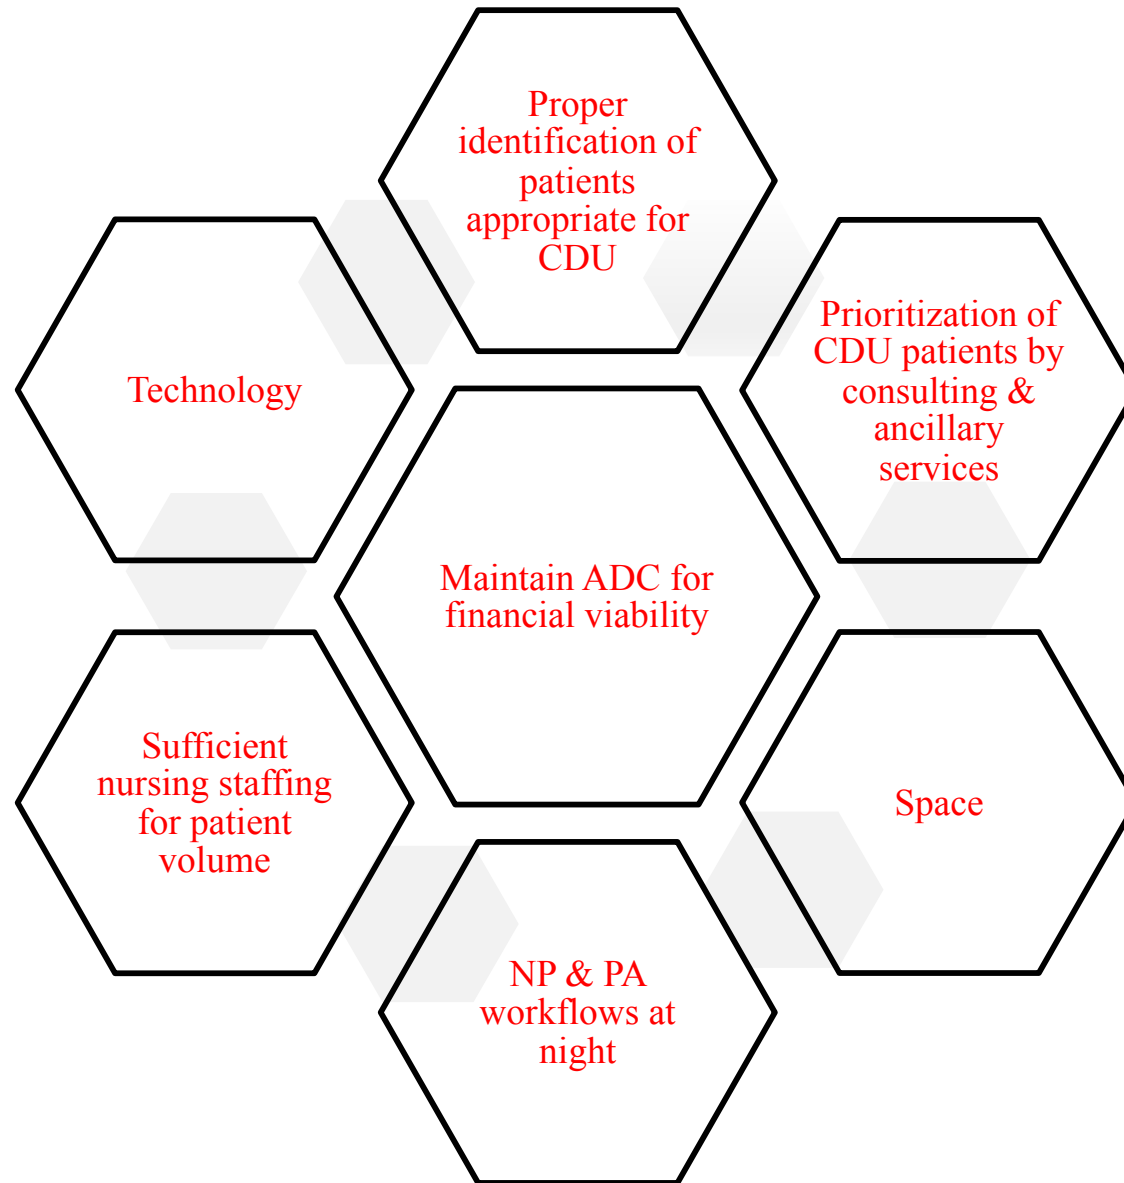 Proper
identification of
patients
appropriate for
CDU
Prioritization of
CDU patients by
consulting &
ancillary
services
Technology
Maintain ADC for
financial viability
Sufficient
nursing staffing
for patient
volume
Space
NP & PA
workflows at
night